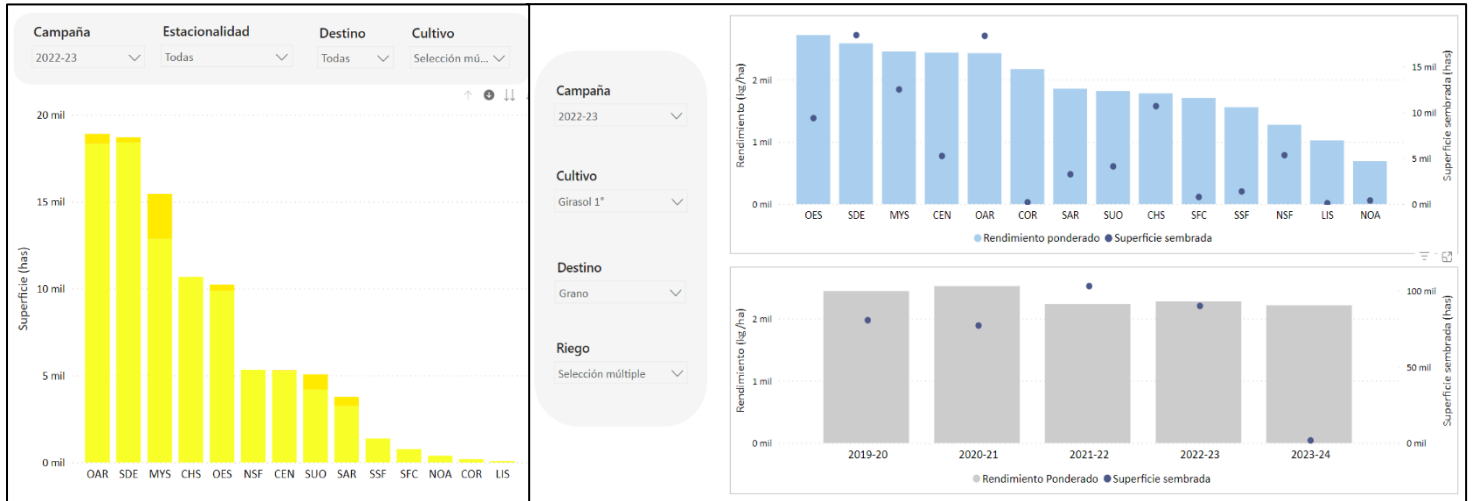 Campaña Estacionalidad Destino Cultivo
2022-23 Todas Todas Selección mú...
20 mil
15 mil
10 mil
5 mil
0 mil
Superficie (has)
OAR SDE MYS CHS OES NSF CEN SUO SAR SSF SFC NOA COR LIS
Campaña
2022-23
Cultivo
Girasol 1°
Destino
Grano
Riego
Selección múltiple
Rendimiento (kg/ha)
2 mil
1 mil
0 mil
15 mil
10 mil
5 mil
0 mil
Superficie sembrada (has)
OES SDE MYS CEN OAR COR SAR SUO CHS SFC SSF NSF LIS NOA
Rendimiento ponderado Superficie sembrada
Rendimiento (kg/ha)
2 mil
1 mil
0 mil
100 mil
50 mil
0 mil
Superficie sembrada (has)
2019-20 2020-21 2021-22 2022-23 2023-24
Rendimiento Ponderado Superficie sembrada